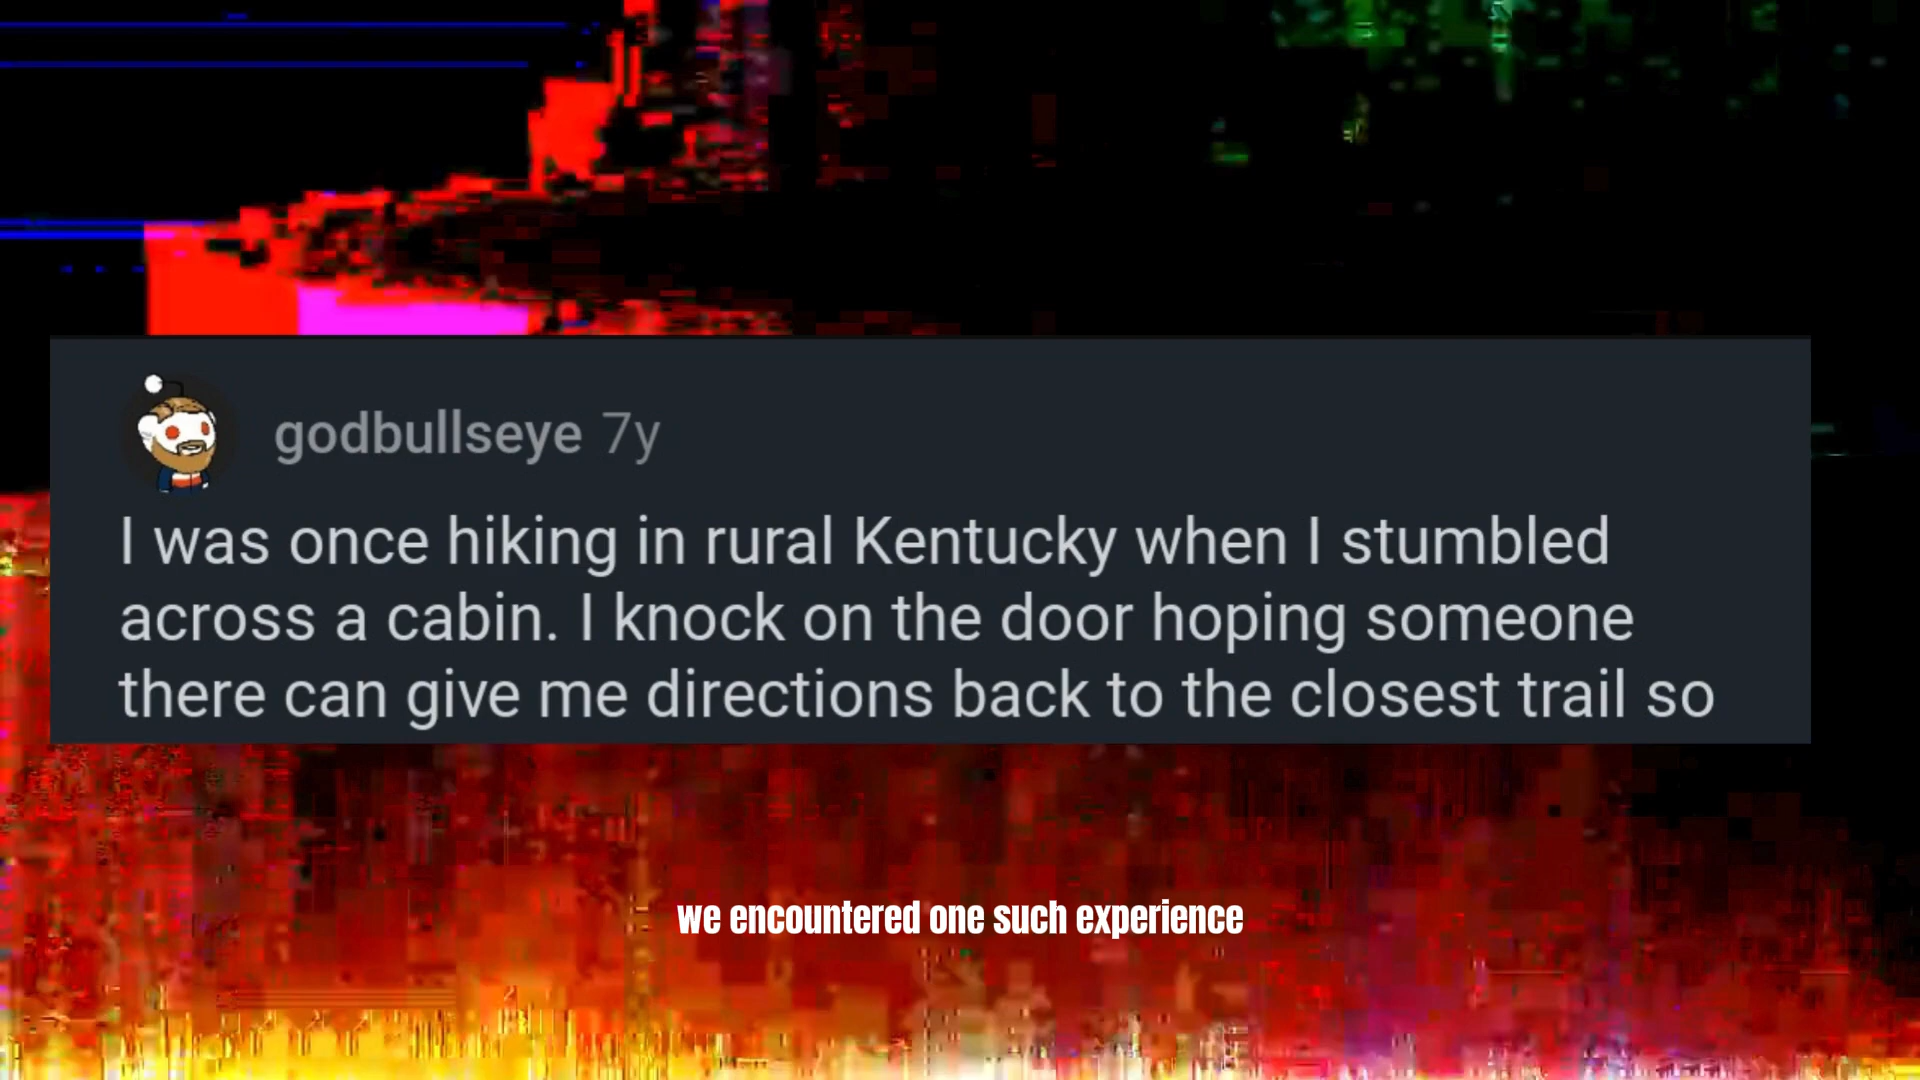 godbullseye 7y
I was once hiking in rural Kentucky when I stumbled
across a cabin. I knock on the door hoping someone
there can give me directions back to the closest trail so
we encountered one such experience